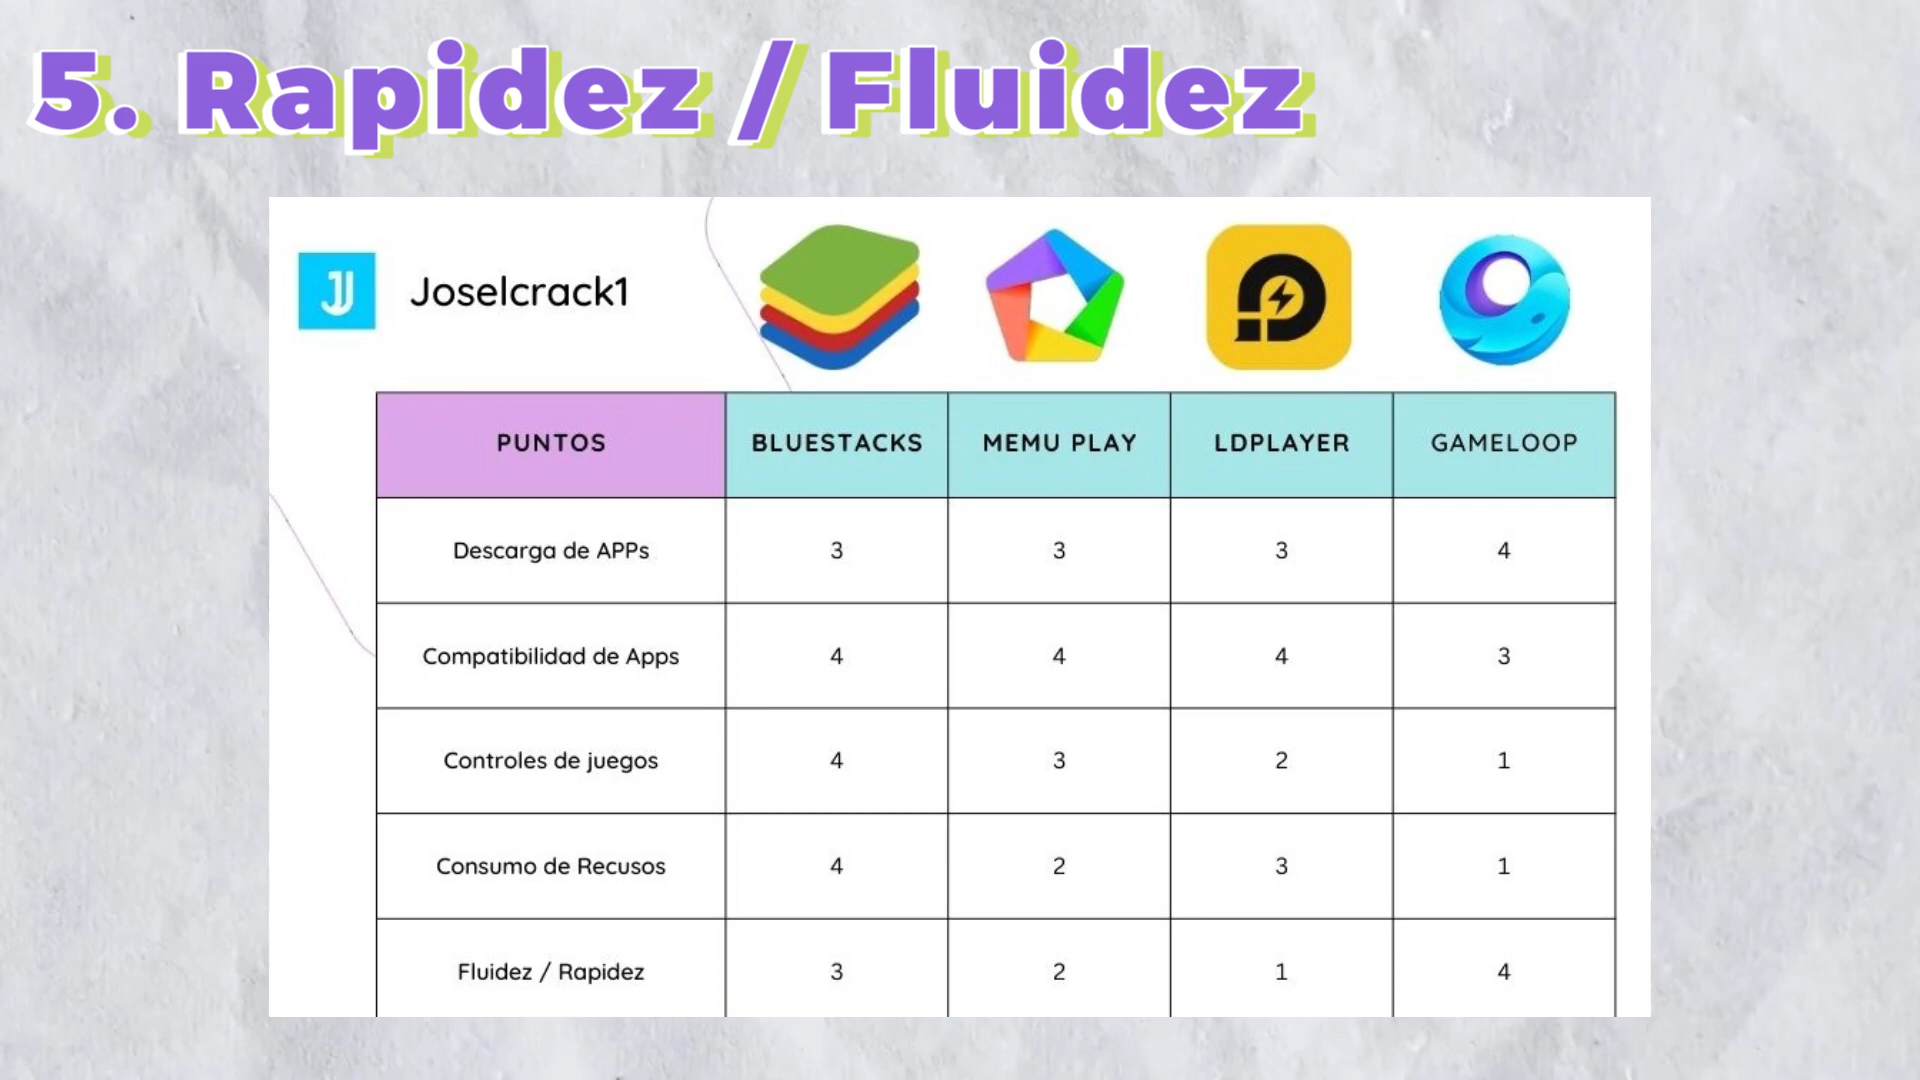 5. Rapidez / Fluidez
JJ Joselcrack1
PUNTOS BLUESTACKS MEMU PLAY LDPLAYER GAMELOOP
Descarga de APPs 3 3 3 4
Compatibilidad de Apps 4 4 4 3
Controles de juegos 4 3 2 1
Consumo de Recusos 4 2 3 1
Fluidez / Rapidez 3 2 1 4